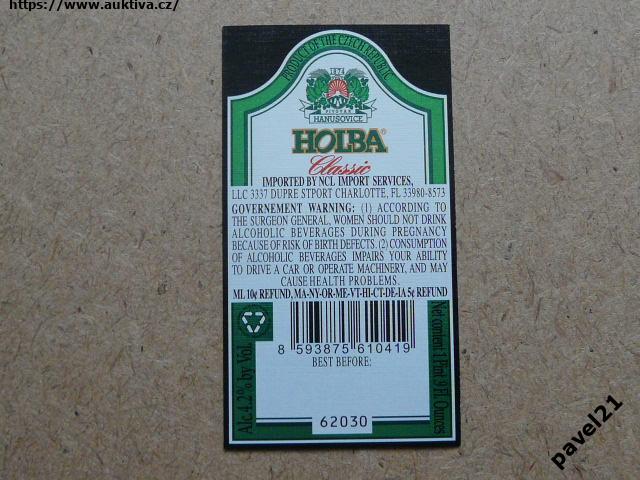 https://www.auktiva.cz/
PRODUCT OF THE CZECH REPUBLIC
1874
PIVOVAR
HANUŠOVICE
HOLBA®
Classic
IMPORTED BY NCL IMPORT SERVICES,
LLC 3337 DUPRE STPORT CHARLOTTE, FL 33980-8573
GOVERNEMENT WARNING: (1) ACCORDING TO
THE SURGEON GENERAL, WOMEN SHOULD NOT DRINK
ALCOHOLIC BEVERAGES DURING PREGNANCY
BECAUSE OF RISK OF BIRTH DEFECTS. (2) CONSUMPTION
OF ALCOHOLIC BEVERAGES IMPAIRS YOUR ABILITY
TO DRIVE A CAR OR OPERATE MACHINERY, AND MAY
CAUSE HEALTH PROBLEMS.
ML 10¢ REFUND, MA-NY-OR-ME-VT-HI-CT-DE-IA 5¢ REFUND
Alc 4.2% by Vol.
8 593875 610419
BEST BEFORE:
Net content 1 Pint .9 Fl Ounces
62030
pavel21